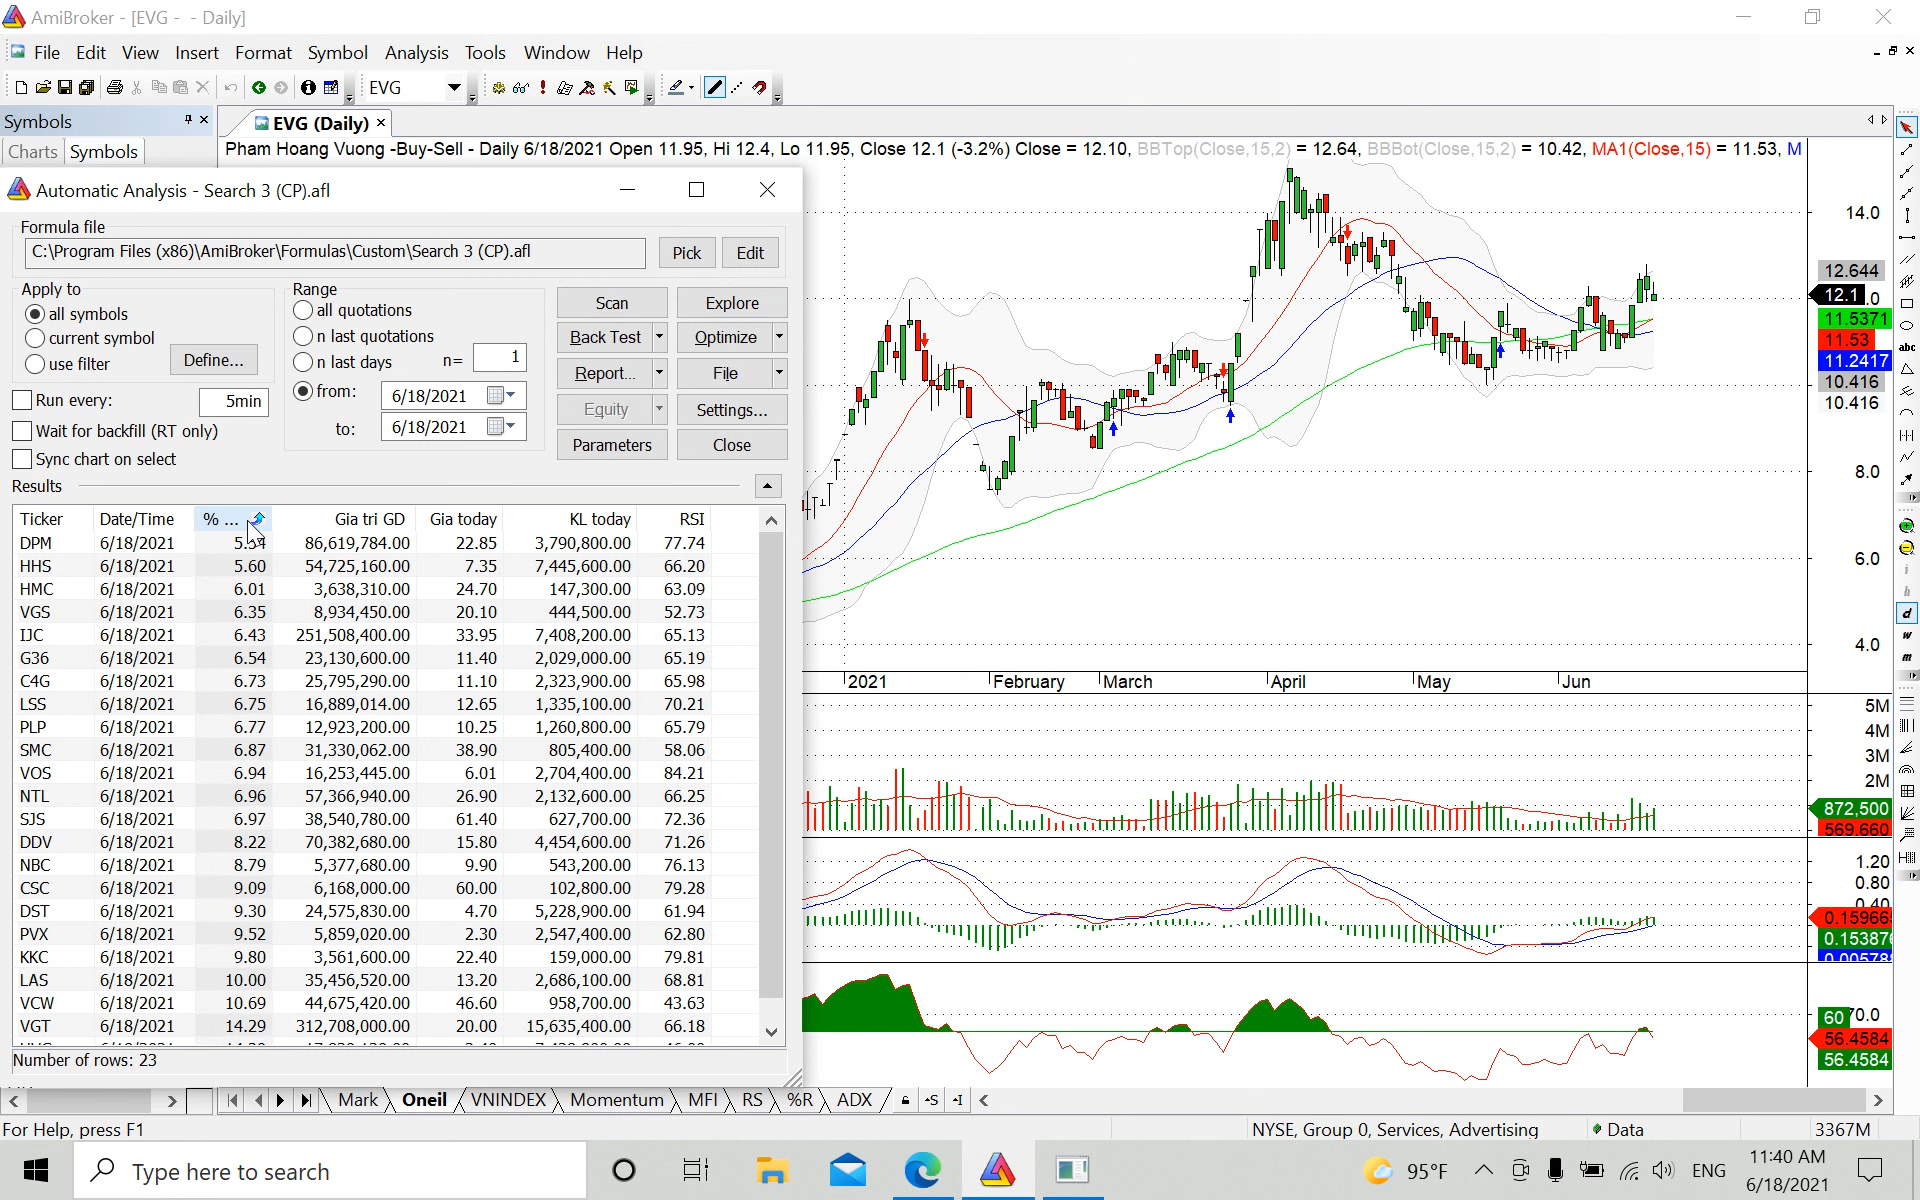 AmiBroker - [EVG - - Daily]
File Edit View Insert Format Symbol Analysis Tools Window Help
EVG
Symbols
EVG (Daily)
Charts Symbols
Pham Hoang Vuong -Buy-Sell - Daily 6/18/2021 Open 11.95, Hi 12.4, Lo 11.95, Close 12.1 (-3.2%) Close = 12.10, BBTop(Close,15,2) = 12.64, BBBot(Close,15,2) = 10.42, MA1(Close,15) = 11.53, M
Automatic Analysis - Search 3 (CP).afl
Formula file
C:\Program Files (x86)\AmiBroker\Formulas\Custom\Search 3 (CP).afl
Pick Edit
Apply to
all symbols
current symbol
use filter
Define...
Range
all quotations
n last quotations
n last days n= 1
from: 6/18/2021
to: 6/18/2021
Scan Explore
Back Test Optimize
Report... File
Equity Settings...
Parameters Close
Run every: 5min
Wait for backfill (RT only)
Sync chart on select
Results
Ticker Date/Time % ... Gia tri GD Gia today KL today RSI
DPM 6/18/2021 86,619,784.00 22.85 3,790,800.00 77.74
HHS 6/18/2021 5.60 54,725,160.00 7.35 7,445,600.00 66.20
HMC 6/18/2021 6.01 3,638,310.00 24.70 147,300.00 63.09
VGS 6/18/2021 6.35 8,934,450.00 20.10 444,500.00 52.73
IJC 6/18/2021 6.43 251,508,400.00 33.95 7,408,200.00 65.13
G36 6/18/2021 6.54 23,130,600.00 11.40 2,029,000.00 65.19
C4G 6/18/2021 6.73 25,795,290.00 11.10 2,323,900.00 65.98
LSS 6/18/2021 6.75 16,889,014.00 12.65 1,335,100.00 70.21
PLP 6/18/2021 6.77 12,923,200.00 10.25 1,260,800.00 65.79
SMC 6/18/2021 6.87 31,330,062.00 38.90 805,400.00 58.06
VOS 6/18/2021 6.94 16,253,445.00 6.01 2,704,400.00 84.21
NTL 6/18/2021 6.96 57,366,940.00 26.90 2,132,600.00 66.25
SJS 6/18/2021 6.97 38,540,780.00 61.40 627,700.00 72.36
DDV 6/18/2021 8.22 70,382,680.00 15.80 4,454,600.00 71.26
NBC 6/18/2021 8.79 5,377,680.00 9.90 543,200.00 76.13
CSC 6/18/2021 9.09 6,168,000.00 60.00 102,800.00 79.28
DST 6/18/2021 9.30 24,575,830.00 4.70 5,228,900.00 61.94
PVX 6/18/2021 9.52 5,859,020.00 2.30 2,547,400.00 62.80
KKC 6/18/2021 9.80 3,561,600.00 22.40 159,000.00 79.81
LAS 6/18/2021 10.00 35,456,520.00 13.20 2,686,100.00 68.81
VCW 6/18/2021 10.69 44,675,420.00 46.60 958,700.00 43.63
VGT 6/18/2021 14.29 312,708,000.00 20.00 15,635,400.00 66.18
Number of rows: 23
14.0
12.644
12.1
11.5371
11.53
11.2417
10.416
10.416
8.0
6.0
4.0
2021 February March April May Jun
5M
4M
3M
2M
872,500
569,660
1.20
0.80
0.40
0.15966
0.153876
70.0
60
56.4584
56.4584
abc
d
w
m
Mark Oneil VNINDEX Momentum MFI RS %R ADX
For Help, press F1
NYSE, Group 0, Services, Advertising
Data
3367M
Type here to search
95°F
ENG
11:40 AM
6/18/2021